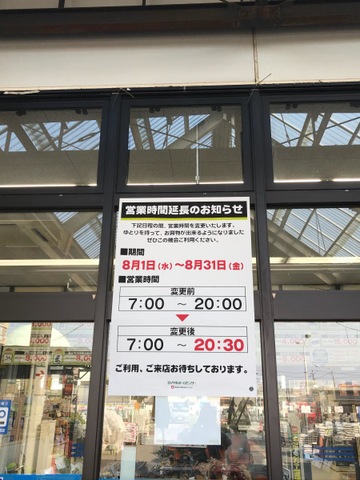 営業時間延長のお知らせ
下記日程の間、営業時間を変更いたします。
ゆとりを持って、お買物が出来るようになりました
ぜひこの機会ご利用ください。
■期間
8月1日(水)～8月31日(金)
■営業時間
変更前
7:00 ～ 20:00
変更後
7:00 ～ 20:30
ご利用、ご来店お待ちしております。